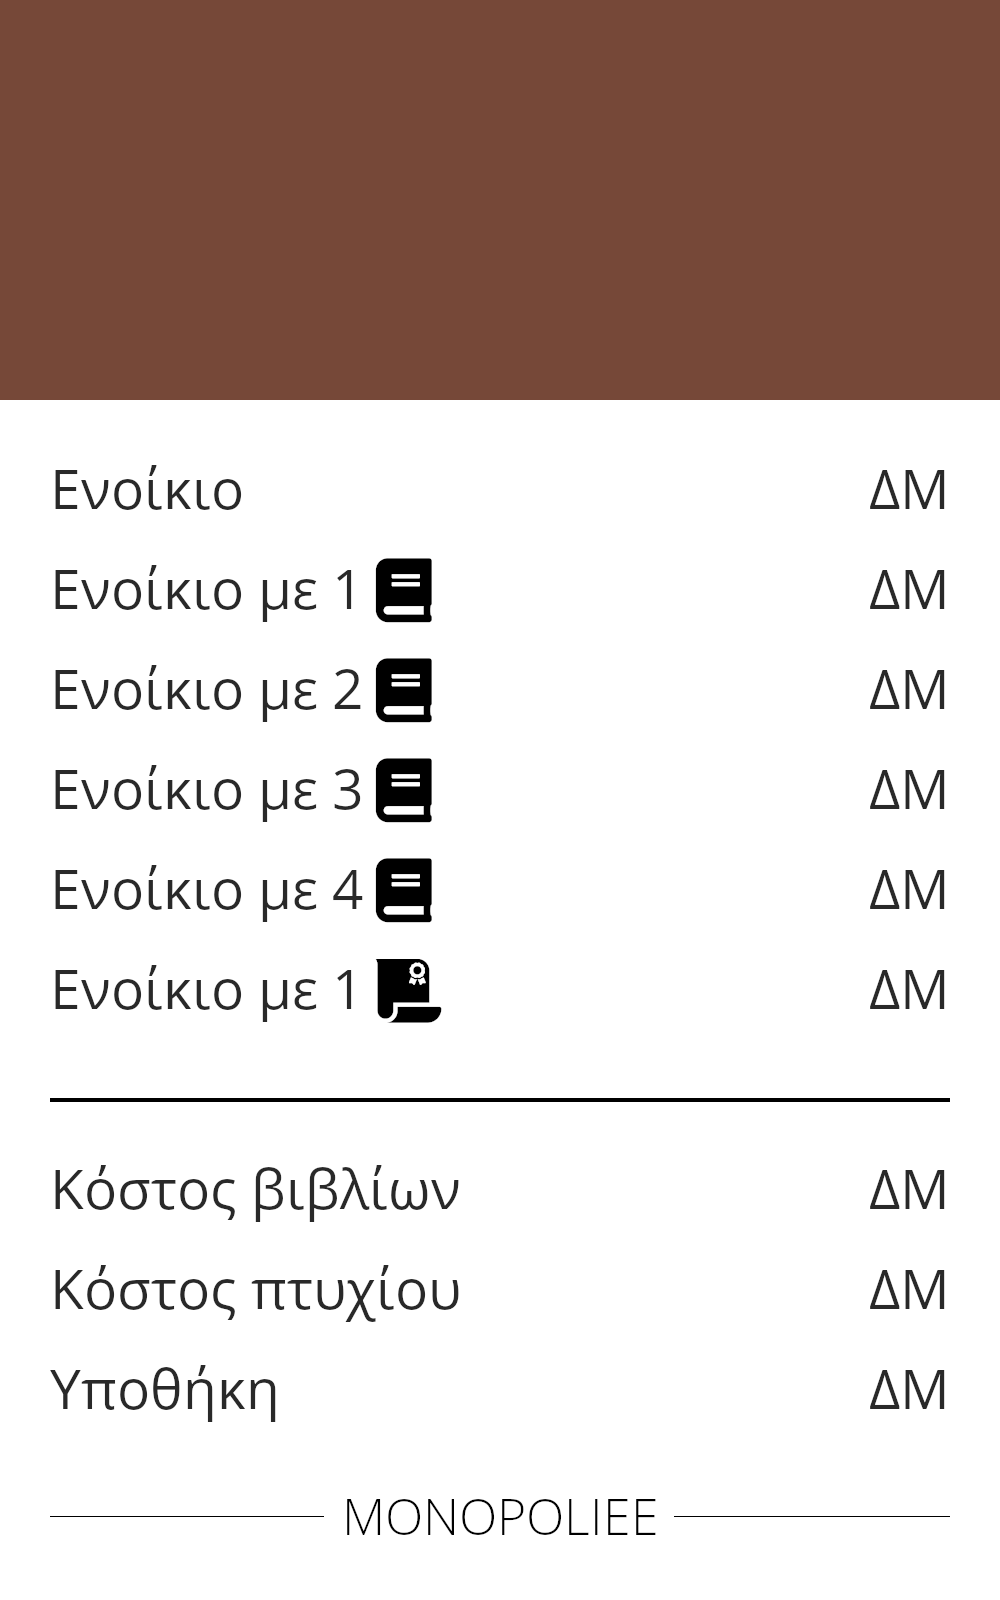 Ενοίκιο ΔΜ
Ενοίκιο με 1 ΔΜ
Ενοίκιο με 2 ΔΜ
Ενοίκιο με 3 ΔΜ
Ενοίκιο με 4 ΔΜ
Ενοίκιο με 1 ΔΜ
Κόστος βιβλίων ΔΜ
Κόστος πτυχίου ΔΜ
Υποθήκη ΔΜ
MONOPOLIEE